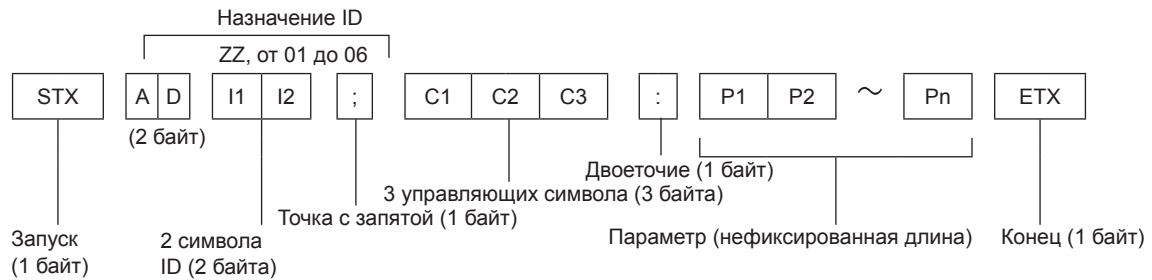 Назначение ID
ZZ, от 01 до 06
STX A D I1 I2 ; C1 C2 C3 : P1 P2 ～ Pn ETX
(2 байт)
Двоеточие (1 байт)
3 управляющих символа (3 байта)
Точка с запятой (1 байт)
Запуск
(1 байт)
2 символа
ID (2 байта)
Параметр (нефиксированная длина)
Конец (1 байт)